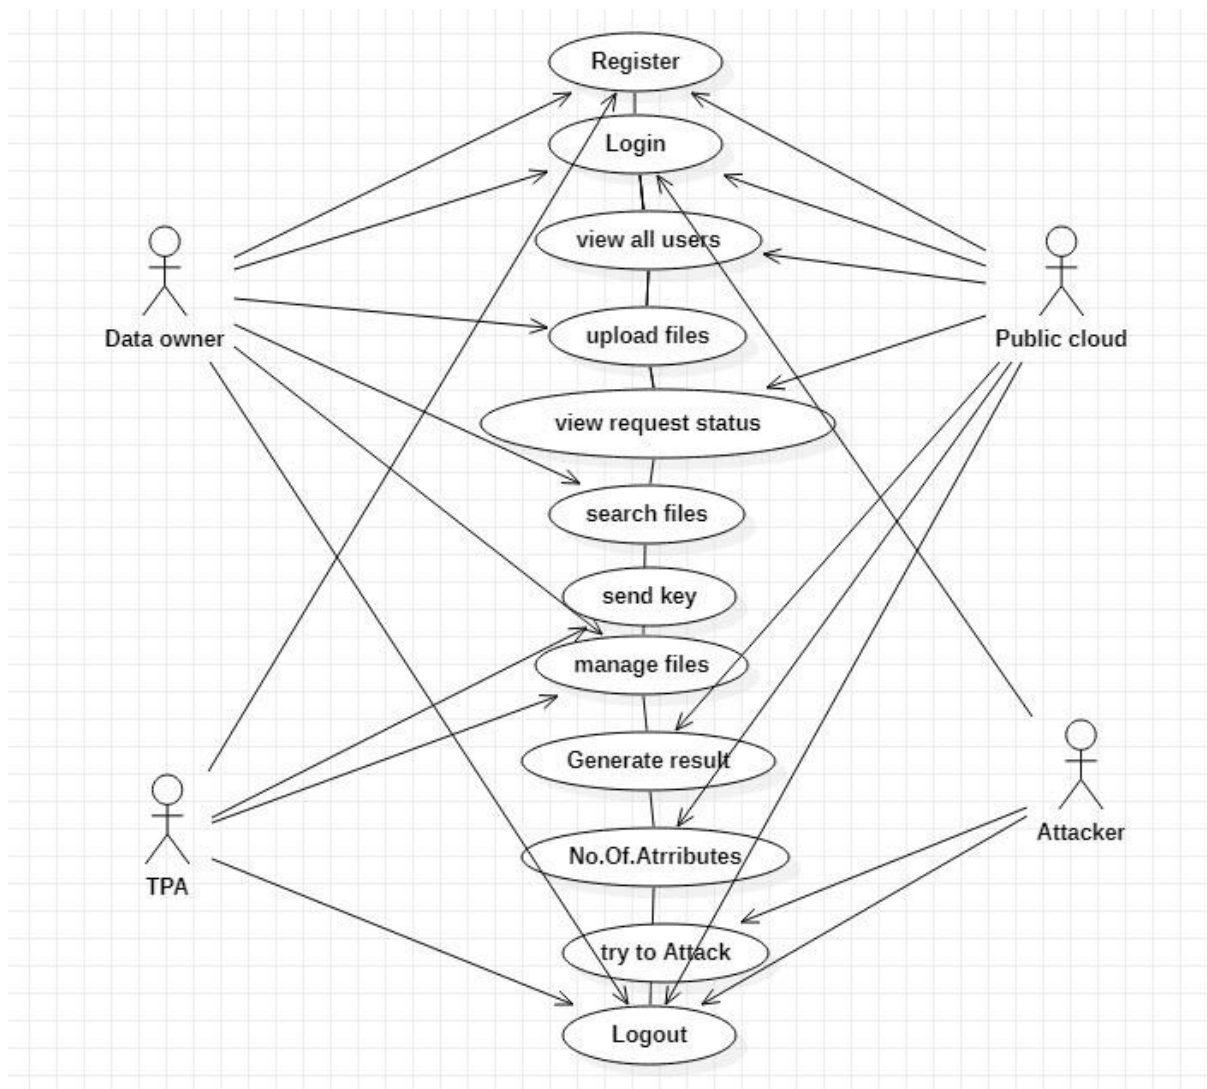 Register
Login
view all users
Data owner
upload files
Public cloud
view request status
search files
send key
manage files
Generate result
Attacker
No.Of.Atrributes
TPA
try to Attack
Logout